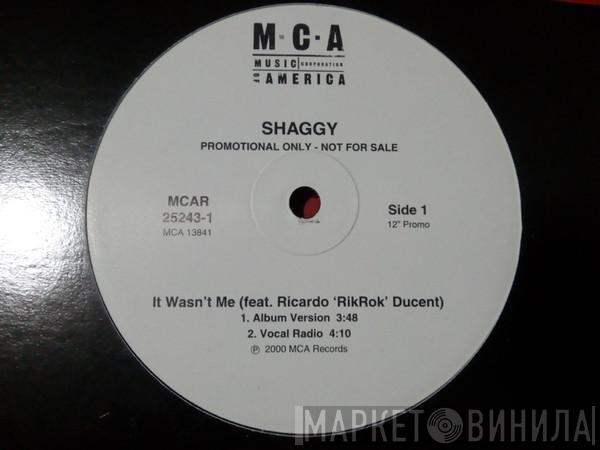 M·C·A
MUSIC CORPORATION
OF AMERICA
SHAGGY
PROMOTIONAL ONLY - NOT FOR SALE
MCAR
25243-1
MCA 13841
Side 1
12" Promo
It Wasn't Me (feat. Ricardo 'RikRok' Ducent)
1. Album Version 3:48
2. Vocal Radio 4:10
℗ 2000 MCA Records
МАРКЕТ ВИНИЛА